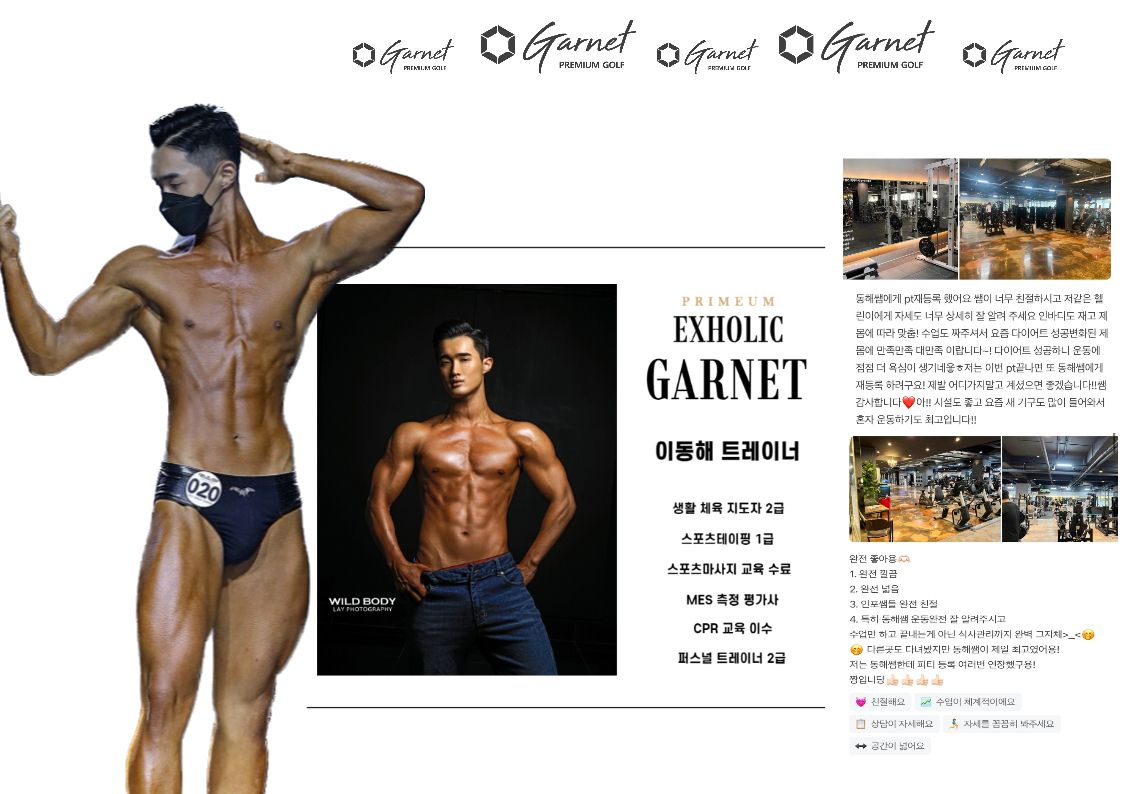 Garnet
PREMIUM GOLF
Garnet
PREMIUM GOLF
Garnet
PREMIUM GOLF
Garnet
PREMIUM GOLF
Garnet
PREMIUM GOLF
020
WILD BODY
LAY PHOTOGRAPHY
PRIMEUM
EXHOLIC
GARNET
이동해 트레이너
생활 체육 지도자 2급
스포츠테이핑 1급
스포츠마사지 교육 수료
MES 측정 평가사
CPR 교육 이수
퍼스널 트레이너 2급
동해쌤에게 pt재등록 했어요 쌤이 너무 친절하시고 저같은 헬
린이에게 자세도 너무 상세히 잘 알려 주세요 인바디도 재고 제
몸에 따라 맞춤! 수업도 짜주셔서 요즘 다이어트 성공변화된 제
몸에 만족만족 대만족 이랍니다~! 다이어트 성공하니 운동에
점점 더 욕심이 생기네욯ㅎ저는 이번 pt끝나면 또 동해쌤에게
재등록 하려구요! 제발 어디가지말고 계셨으면 좋겠습니다!!쌤
감사합니다❤️아!! 시설도 좋고 요즘 새 기구도 많이 들어와서
혼자 운동하기도 최고입니다!!
완전 좋아용🫶🏻
1. 완전 낄끔
2. 완전 넓음
3. 인포쌤들 완전 친절
4. 특히 동해쌤 운동완전 잘 알려주시고
수업만 하고 끝내는게 아닌 식사관리까지 완벽 그자체>_<🤭
🤭 다른곳도 다녀봤지만 동해쌤이 제일 최고였어용!
저는 동해쌤한테 피티 등록 여러번 연장했구용!
짱입니당👍🏻👍🏻👍🏻👍🏻
💓 친절해요 📈 수업이 체계적이에요
📋 상담이 자세해요 🤽‍♂️ 자세를 꼼꼼히 봐주세요
↔️ 공간이 넓어요